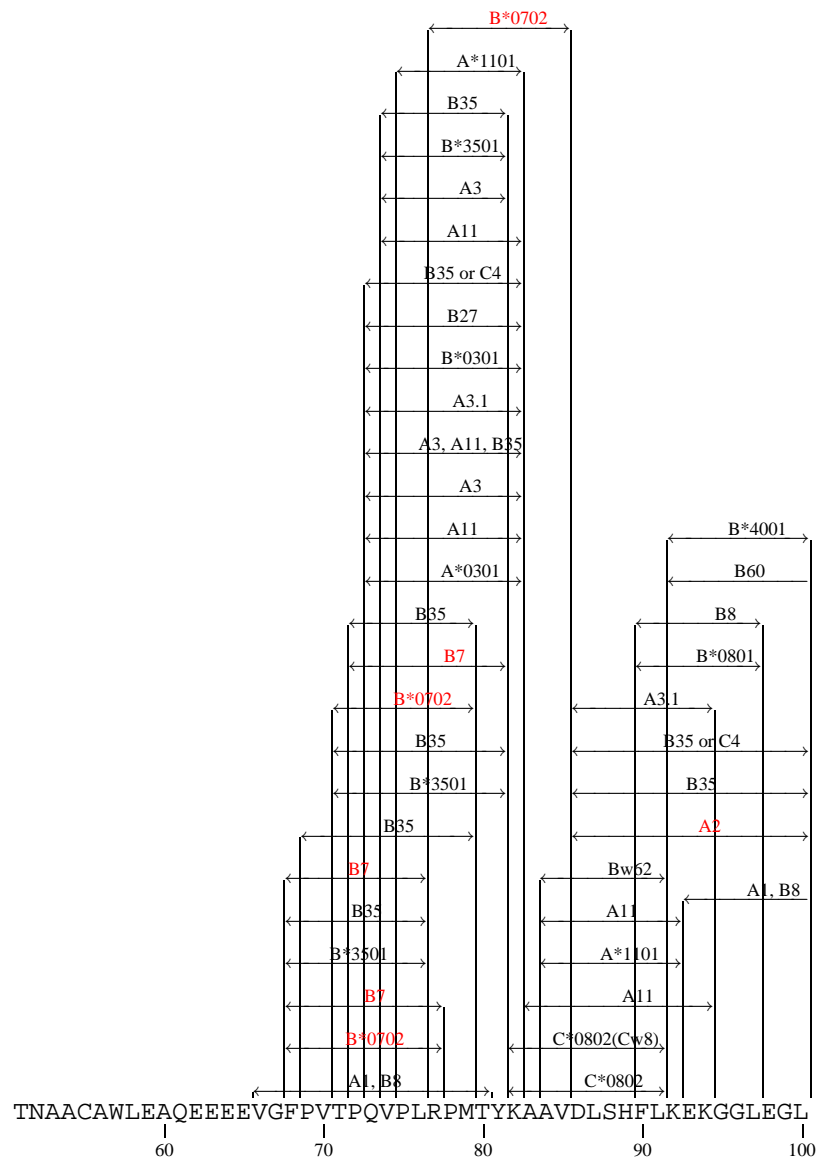 B*0702
A*1101
B35
B*3501
A3
A11
B35 or C4
B27
B*0301
A3.1
A3, A11, B35
A3
A11
B*4001
A*0301
B60
B35
B8
B7
B*0801
B*0702
A3.1
B35
B35 or C4
B*3501
B35
B35
A2
B7
Bw62
A1, B8
B35
A11
B*3501
A*1101
B7
A11
B*0702
C*0802(Cw8)
A1, B8
C*0802
TNAACAWLEAQEEEEVGFPVTPQVPLRPMTYKAAVDLSHFLKEKGGLEGL
60 70 80 90 100